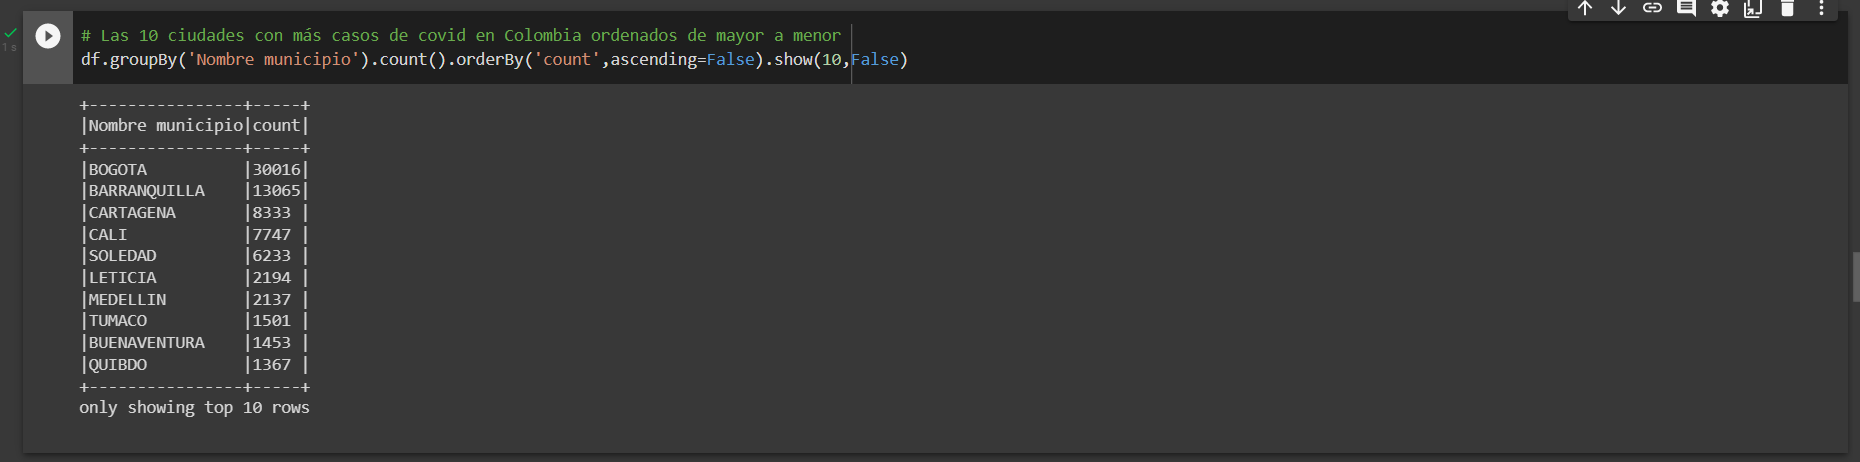 # Las 10 ciudades con más casos de covid en Colombia ordenados de mayor a menor
1s
df.groupBy('Nombre municipio').count().orderBy('count',ascending=False).show(10,False)
+----------------+-----+
|Nombre municipio|count|
+----------------+-----+
|BOGOTA          |30016|
|BARRANQUILLA    |13065|
|CARTAGENA       |8333 |
|CALI            |7747 |
|SOLEDAD         |6233 |
|LETICIA         |2194 |
|MEDELLIN        |2137 |
|TUMACO          |1501 |
|BUENAVENTURA    |1453 |
|QUIBDO          |1367 |
+----------------+-----+
only showing top 10 rows